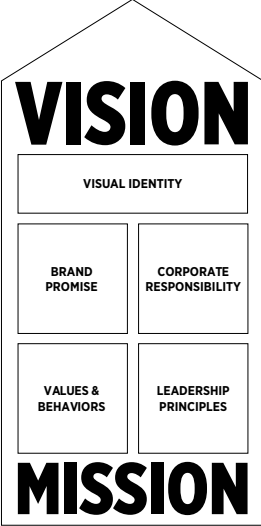 VISION
VISUAL IDENTITY
BRAND
PROMISE
CORPORATE
RESPONSIBILITY
VALUES &
BEHAVIORS
LEADERSHIP
PRINCIPLES
MISSION